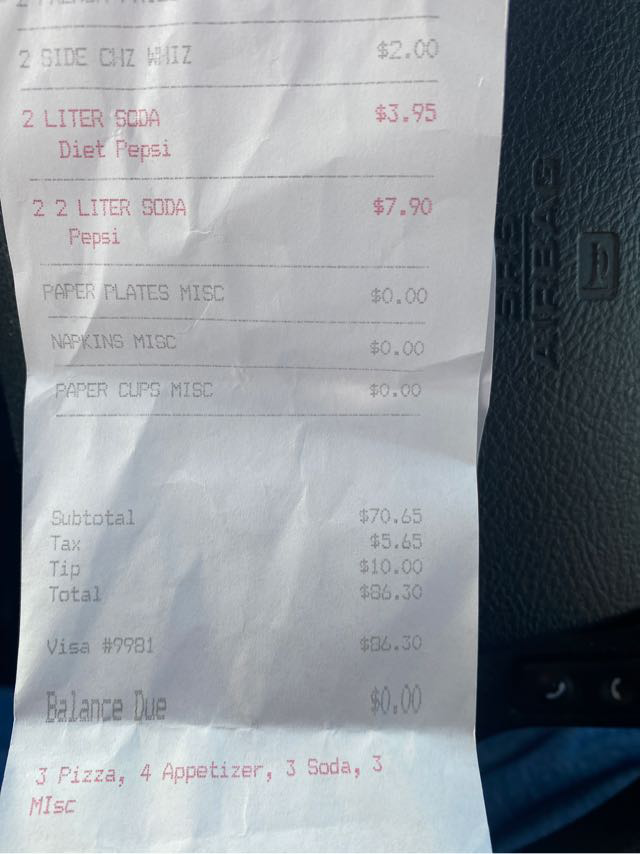 2 SIDE CHZ WHIZ $2.00
2 LITER SODA $3.95
Diet Pepsi
2 2 LITER SODA $7.90
Pepsi
PAPER PLATES MISC $0.00
NAPKINS MISC $0.00
PAPER CUPS MISC $0.00
Subtotal $70.65
Tax $5.65
Tip $10.00
Total $86.30
Visa #9981 $86.30
Balance Due $0.00
3 Pizza, 4 Appetizer, 3 Soda, 3
MIsc
SRS
AIRBAG